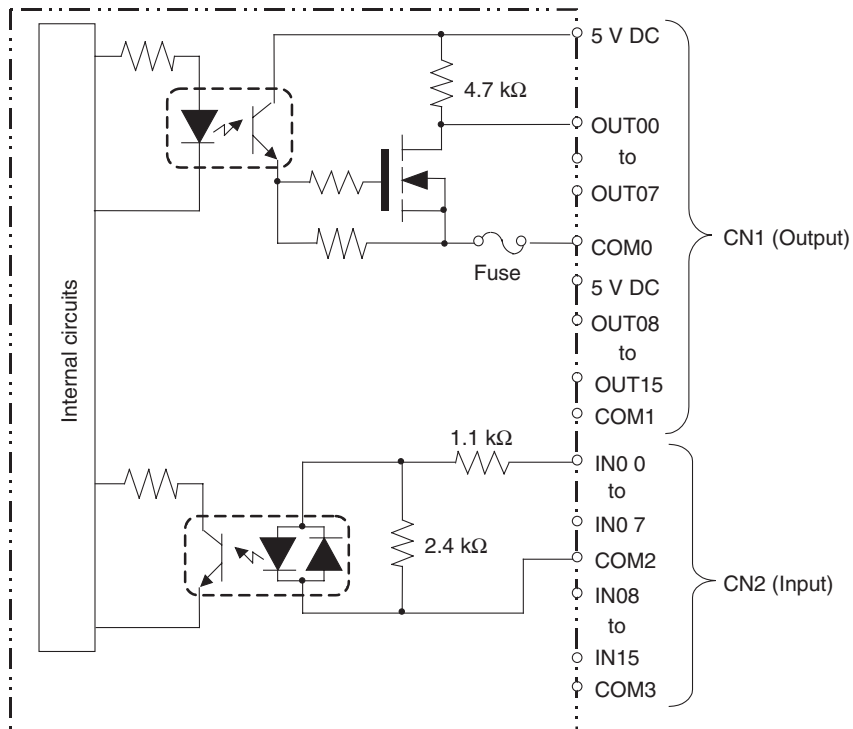 5 V DC
4.7 kΩ
OUT00
to
OUT07
COM0
Fuse
CN1 (Output)
5 V DC
OUT08
to
OUT15
COM1
Internal circuits
1.1 kΩ
IN0 0
to
IN0 7
2.4 kΩ
COM2
CN2 (Input)
IN08
to
IN15
COM3